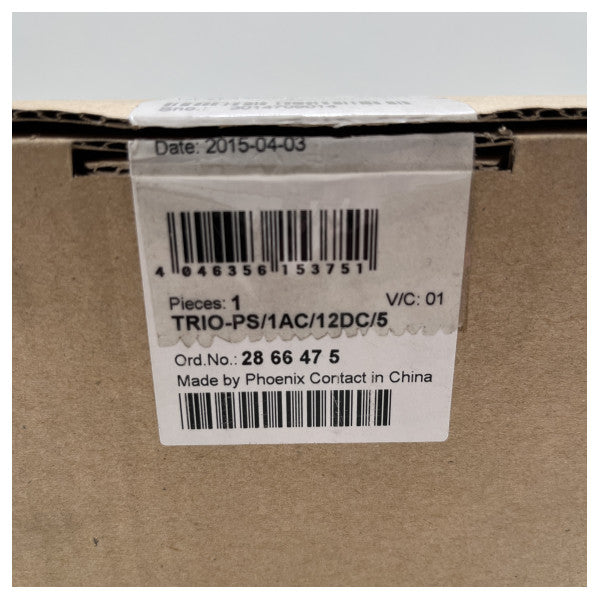 Date: 2015-04-03
4 046356 153751
Pieces: 1 V/C: 01
TRIO-PS/1AC/12DC/5
Ord.No.: 28 66 47 5
Made by Phoenix Contact in China